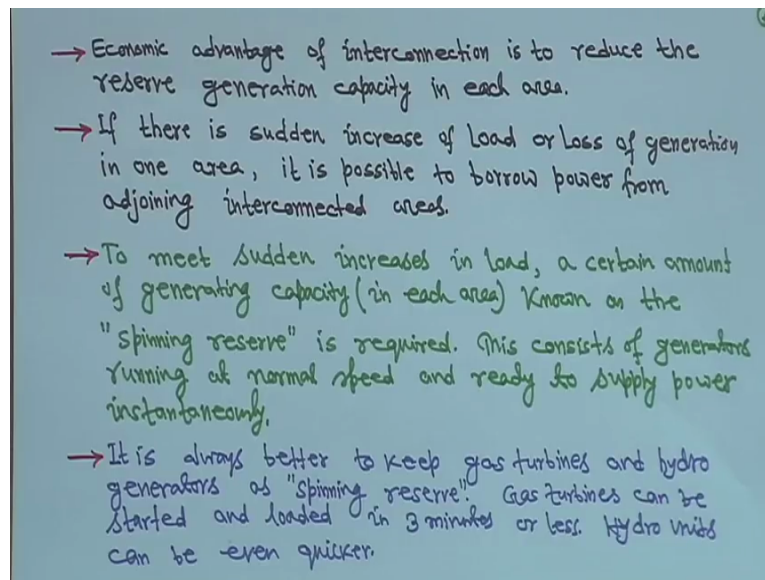 → Economic advantage of interconnection is to reduce the
reserve generation capacity in each area.
→ If there is sudden increase of Load or Loss of generation
in one area, it is possible to borrow power from
adjoining interconnected areas.
→ To meet sudden increases in load, a certain amount
of generating capacity (in each area) Known as the
"spinning reserve" is required. This consists of generators
running at normal speed and ready to supply power
instantaneously.
→ It is always better to keep gas turbines and hydro
generators as "spinning reserve". Gas turbines can be
started and loaded in 3 minutes or less. Hydro units
can be even quicker.